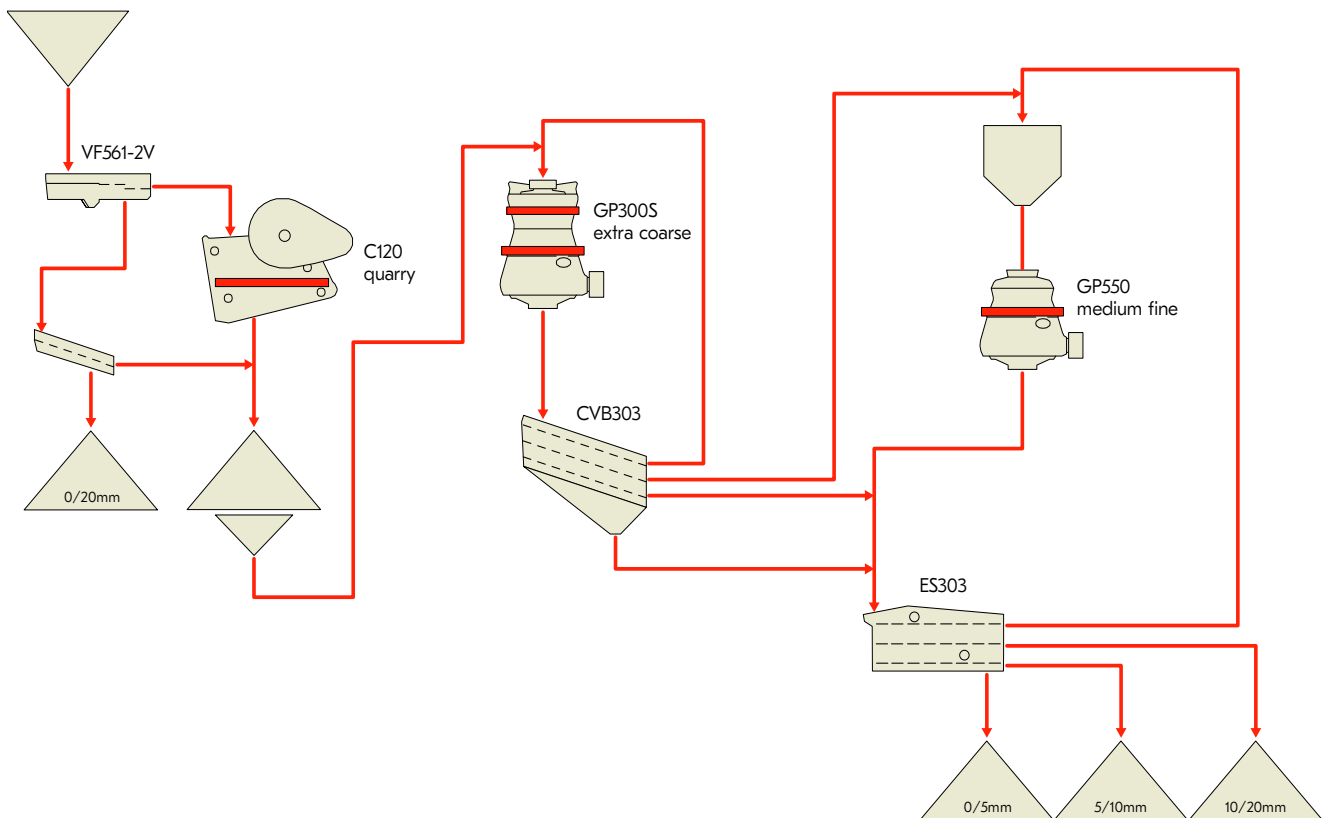 VF561-2V
C120
quarry
0/20mm
GP300S
extra coarse
CVB303
GP550
medium fine
ES303
0/5mm
5/10mm
10/20mm